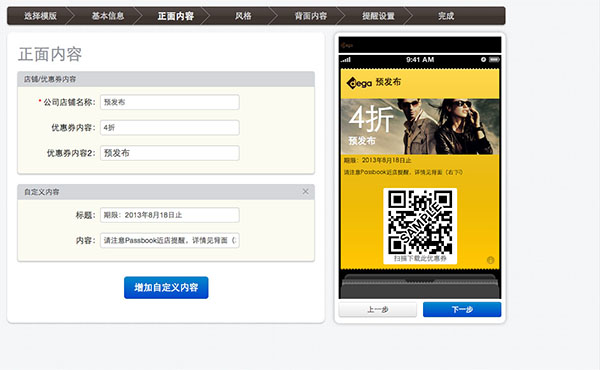 选择模版 基本信息 正面内容 风格 背面内容 提醒设置 完成
正面内容
店铺/优惠券内容
* 公司店铺名称: 预发布
优惠券内容: 4折
优惠券内容2: 预发布
自定义内容
标题: 期限: 2013年8月18日止
内容: 请注意Passbook近店提醒，详情见背面（
增加自定义内容
dega
9:41 AM
dega 预发布
4折
预发布
期限: 2013年8月18日止
请注意Passbook近店提醒，详情见背面（右下
SAMPLE
扫描下载此优惠券
上一步 下一步